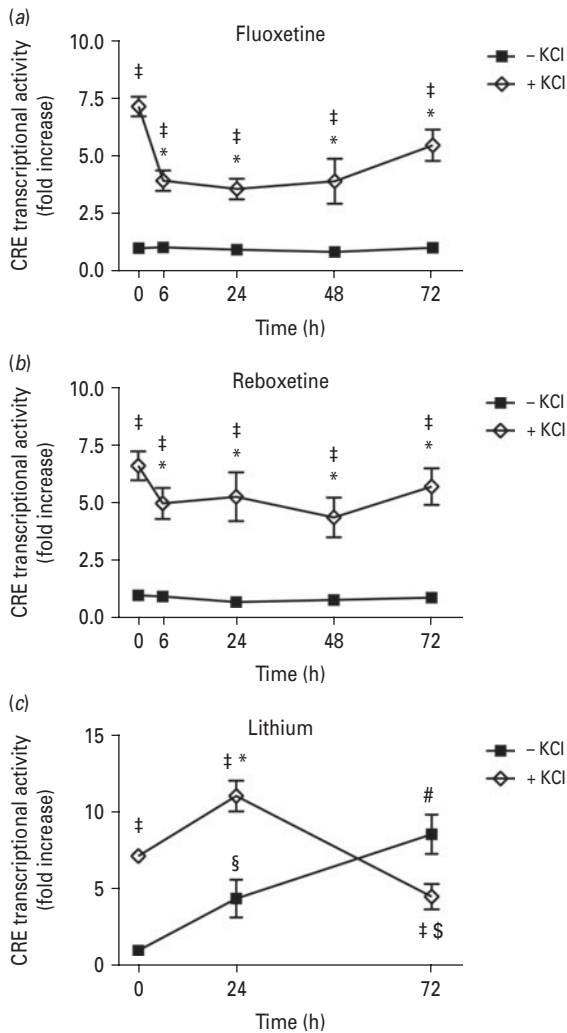 (a)
Fluoxetine
CRE transcriptional activity
(fold increase)
10.0
7.5
5.0
2.5
0.0
‡
‡
*
‡
*
‡
*
‡
*
0 6 24 48 72
Time (h)
– KCl
+ KCl
(b)
Reboxetine
CRE transcriptional activity
(fold increase)
10.0
7.5
5.0
2.5
0.0
‡
‡
*
‡
*
‡
*
‡
*
0 6 24 48 72
Time (h)
– KCl
+ KCl
(c)
Lithium
CRE transcriptional activity
(fold increase)
15
10
5
0
‡
‡ *
§
#
‡ $
0 24 72
Time (h)
– KCl
+ KCl